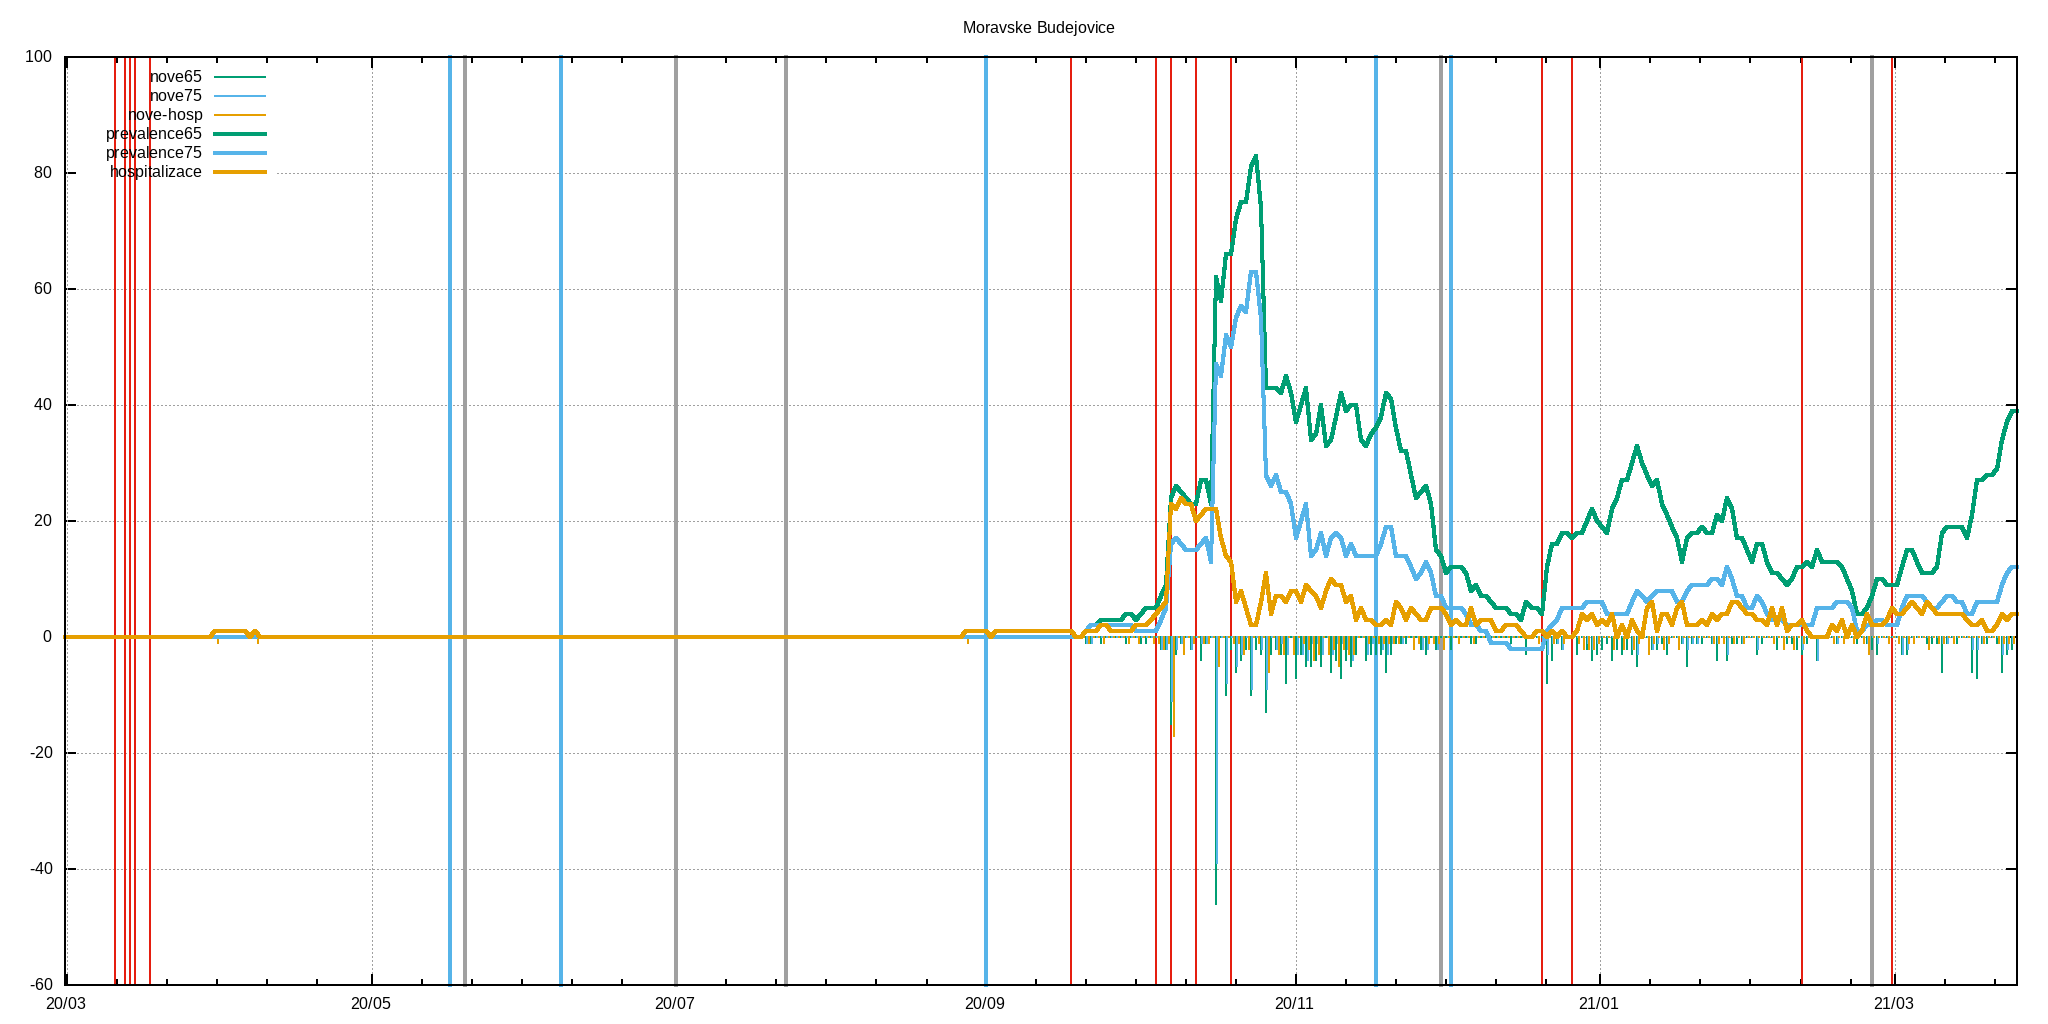 Moravske Budejovice
100
80
60
40
20
0
-20
-40
-60
nove65
nove75
nove-hosp
prevalence65
prevalence75
hospitalizace
20/03 20/05 20/07 20/09 20/11 21/01 21/03